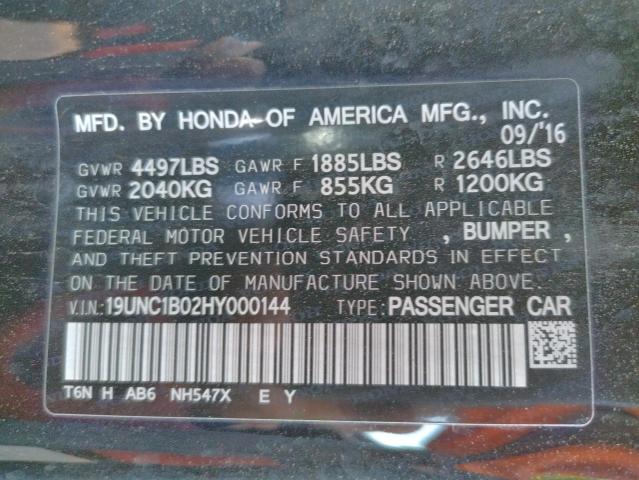 MFD. BY HONDA OF AMERICA MFG., INC.
09/'16
GVWR 4497LBS GAWR F 1885LBS R 2646LBS
GVWR 2040KG GAWR F 855KG R 1200KG
THIS VEHICLE CONFORMS TO ALL APPLICABLE
FEDERAL MOTOR VEHICLE SAFETY , BUMPER ,
AND THEFT PREVENTION STANDARDS IN EFFECT
ON THE DATE OF MANUFACTURE SHOWN ABOVE.
V.I.N.: 19UNC1B02HY000144 TYPE: PASSENGER CAR
T6N H AB6 NH547X E Y